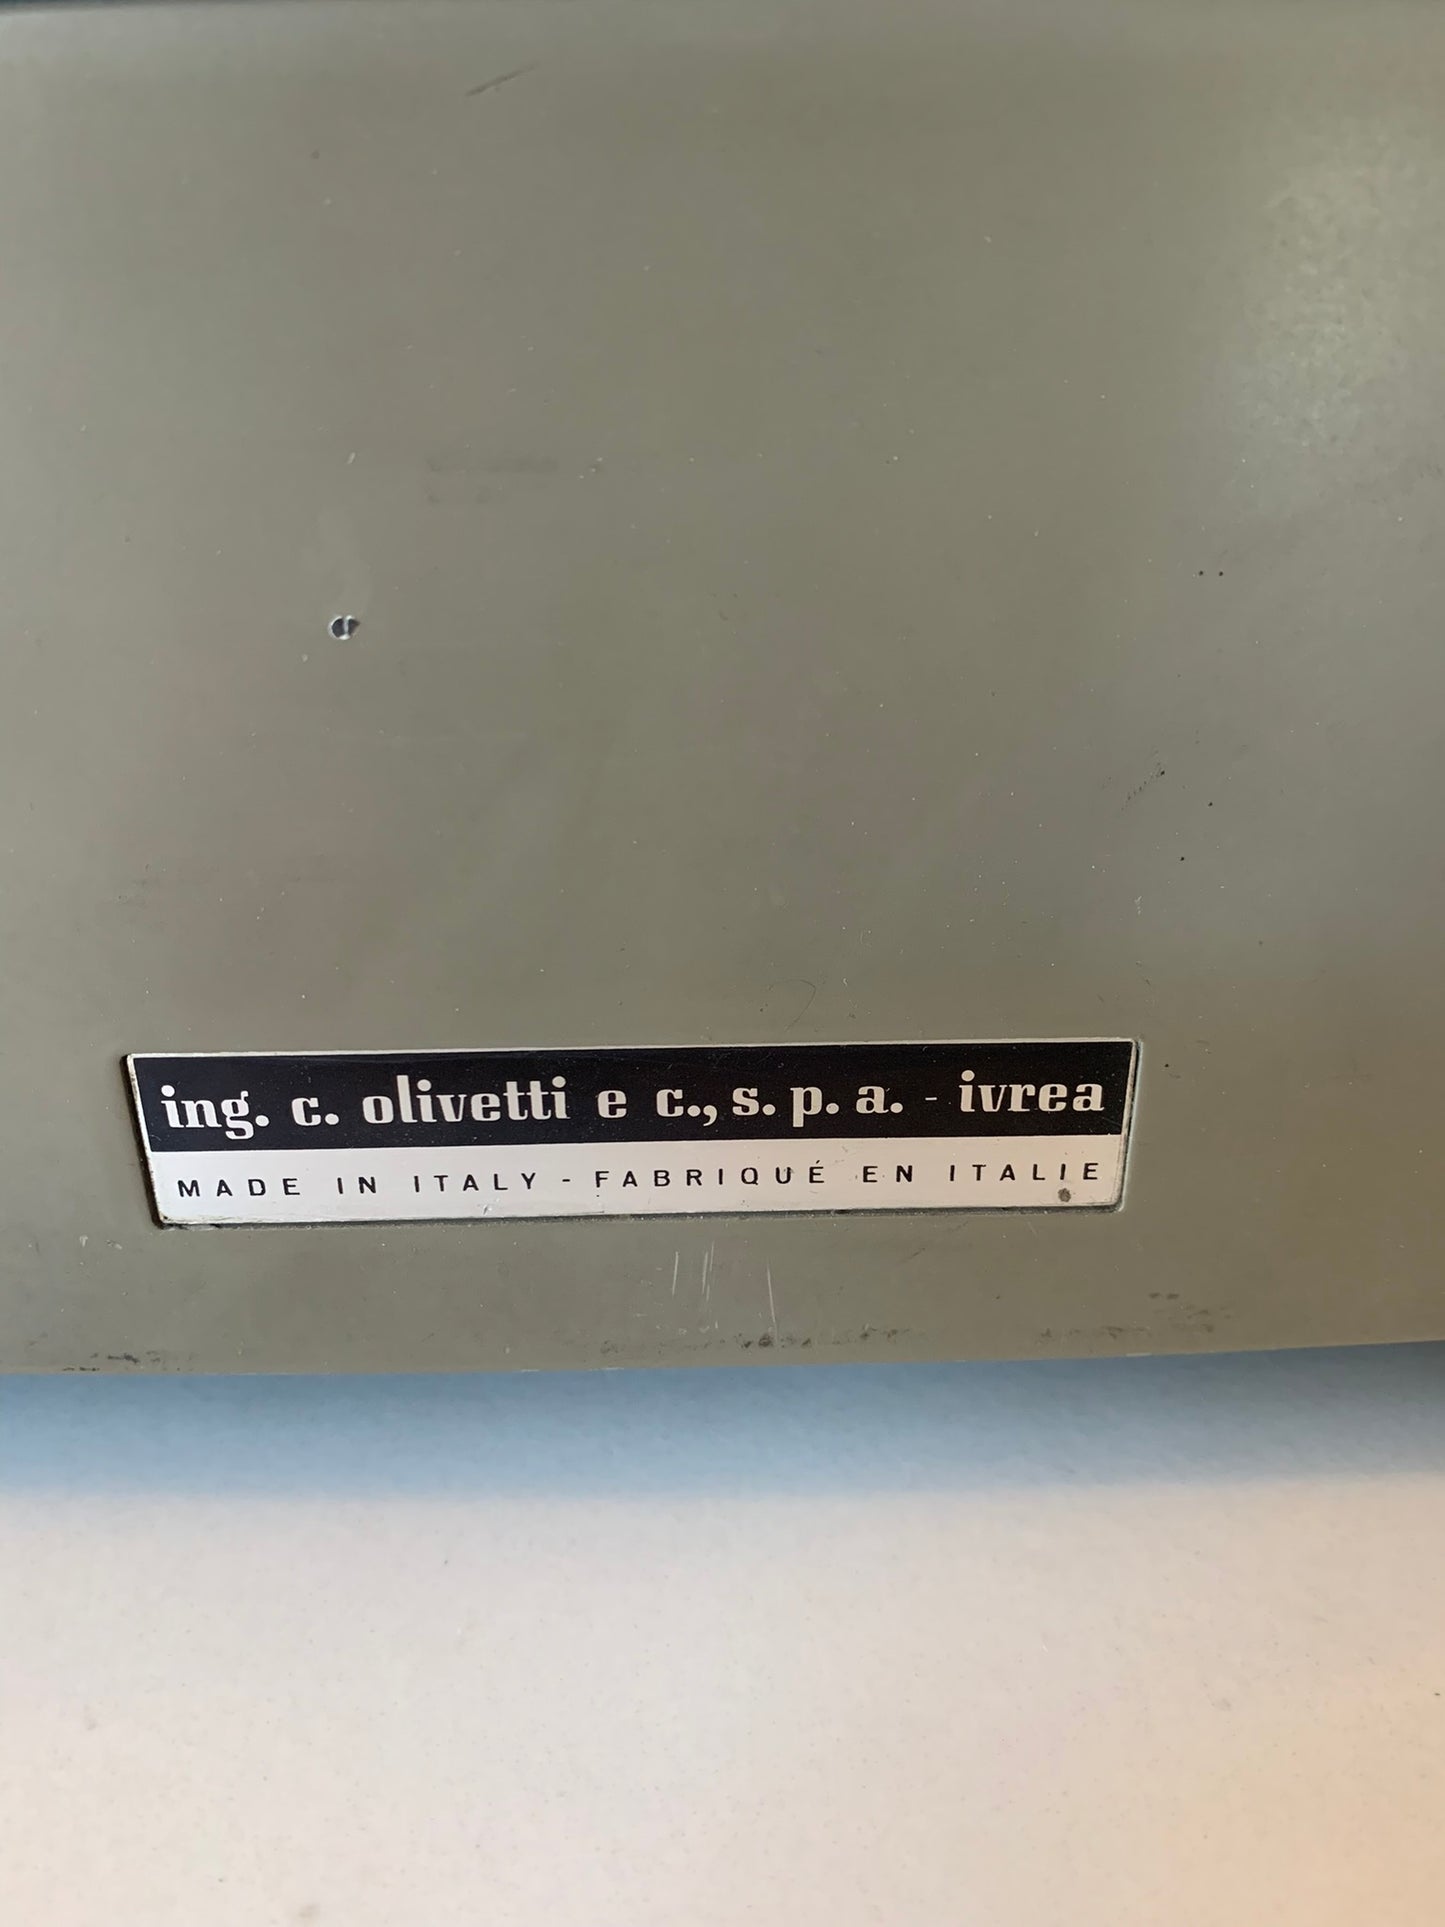 ing. c. olivetti e c., s. p. a. - ivrea
MADE IN ITALY - FABRIQUÉ EN ITALIE